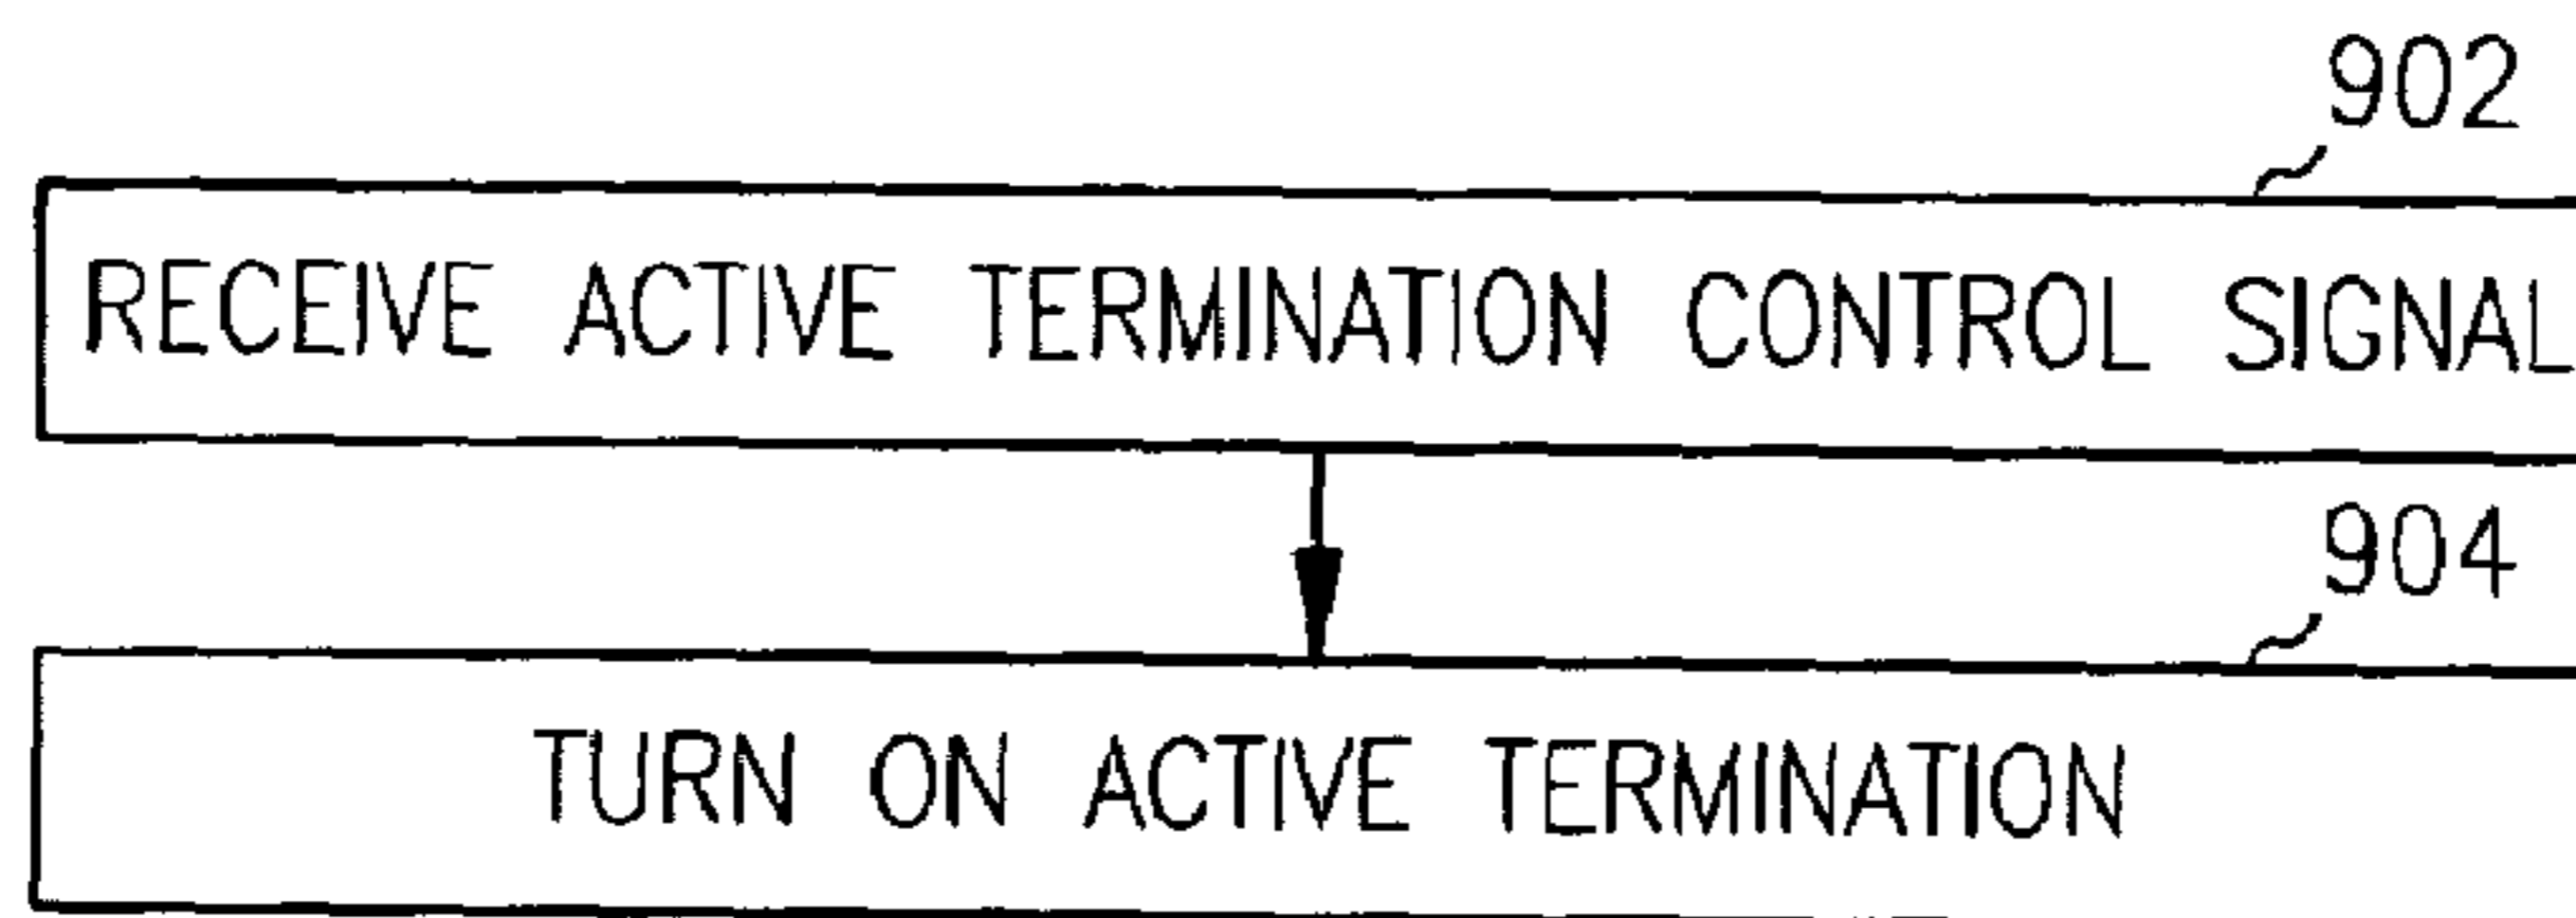 902
RECEIVE ACTIVE TERMINATION CONTROL SIGNAL
904
TURN ON ACTIVE TERMINATION